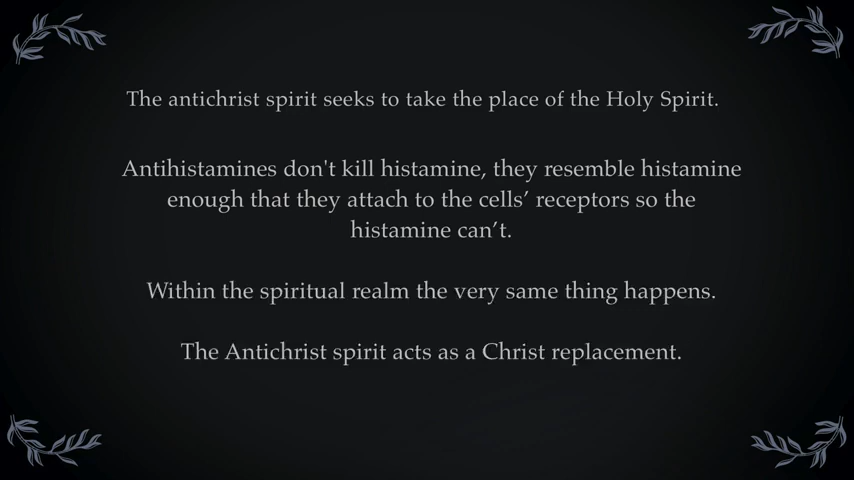 The antichrist spirit seeks to take the place of the Holy Spirit.
Antihistamines don't kill histamine, they resemble histamine
enough that they attach to the cells’ receptors so the
histamine can’t.
Within the spiritual realm the very same thing happens.
The Antichrist spirit acts as a Christ replacement.